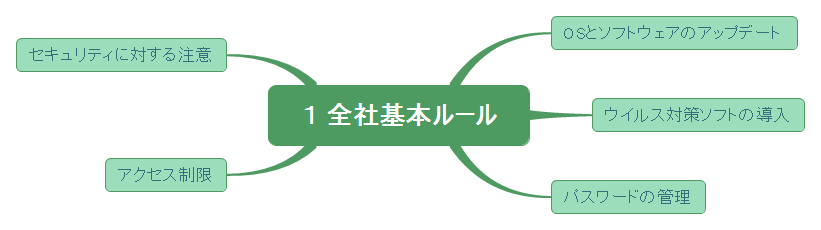 1 全社基本ルール
OSとソフトウェアのアップデート
ウイルス対策ソフトの導入
パスワードの管理
アクセス制限
セキュリティに対する注意